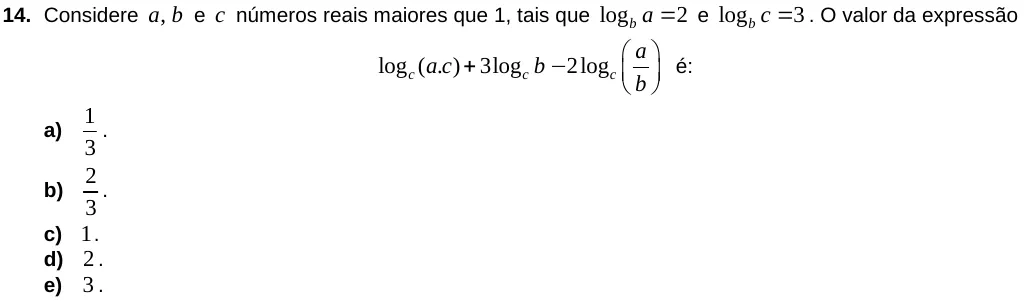 14. Considere a, b e c números reais maiores que 1, tais que log_b a =2 e log_b c =3. O valor da expressão
log_c (a.c)+3log_c b −2log_c (a/b) é:
a) 1/3.
b) 2/3.
c) 1.
d) 2.
e) 3.